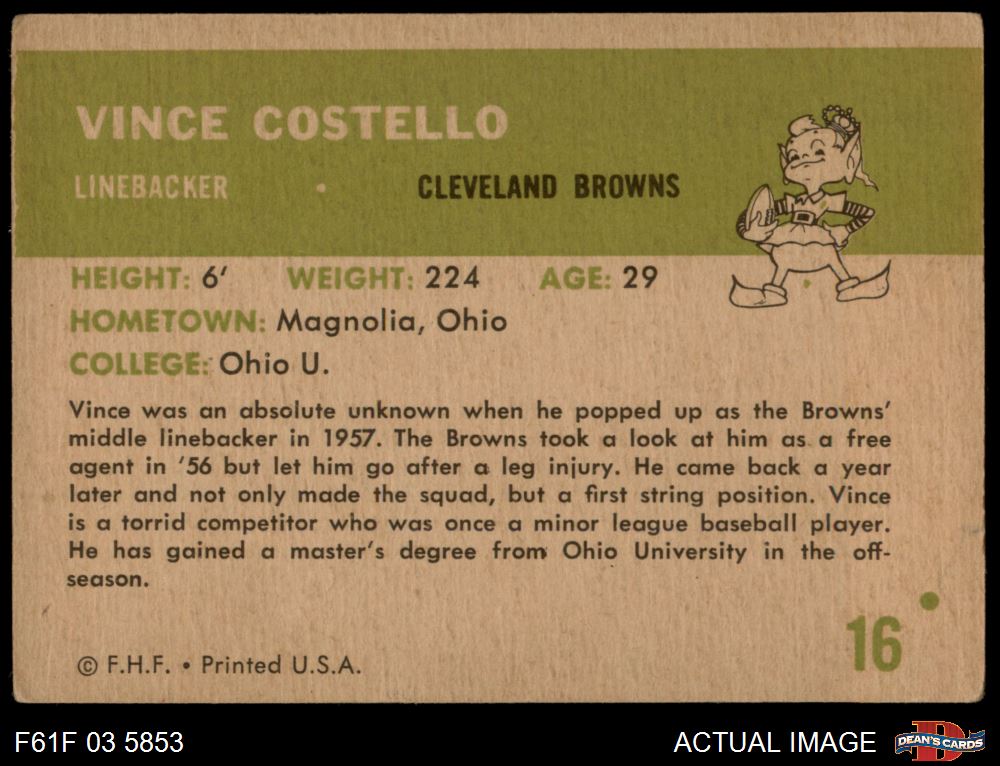 VINCE COSTELLO
LINEBACKER • CLEVELAND BROWNS
HEIGHT: 6' WEIGHT: 224 AGE: 29
HOMETOWN: Magnolia, Ohio
COLLEGE: Ohio U.
Vince was an absolute unknown when he popped up as the Browns'
middle linebacker in 1957. The Browns took a look at him as a free
agent in '56 but let him go after a leg injury. He came back a year
later and not only made the squad, but a first string position. Vince
is a torrid competitor who was once a minor league baseball player.
He has gained a master's degree from Ohio University in the off-
season.
16
© F.H.F. • Printed U.S.A.
F61F 03 5853
ACTUAL IMAGE
DEAN'S CARDS